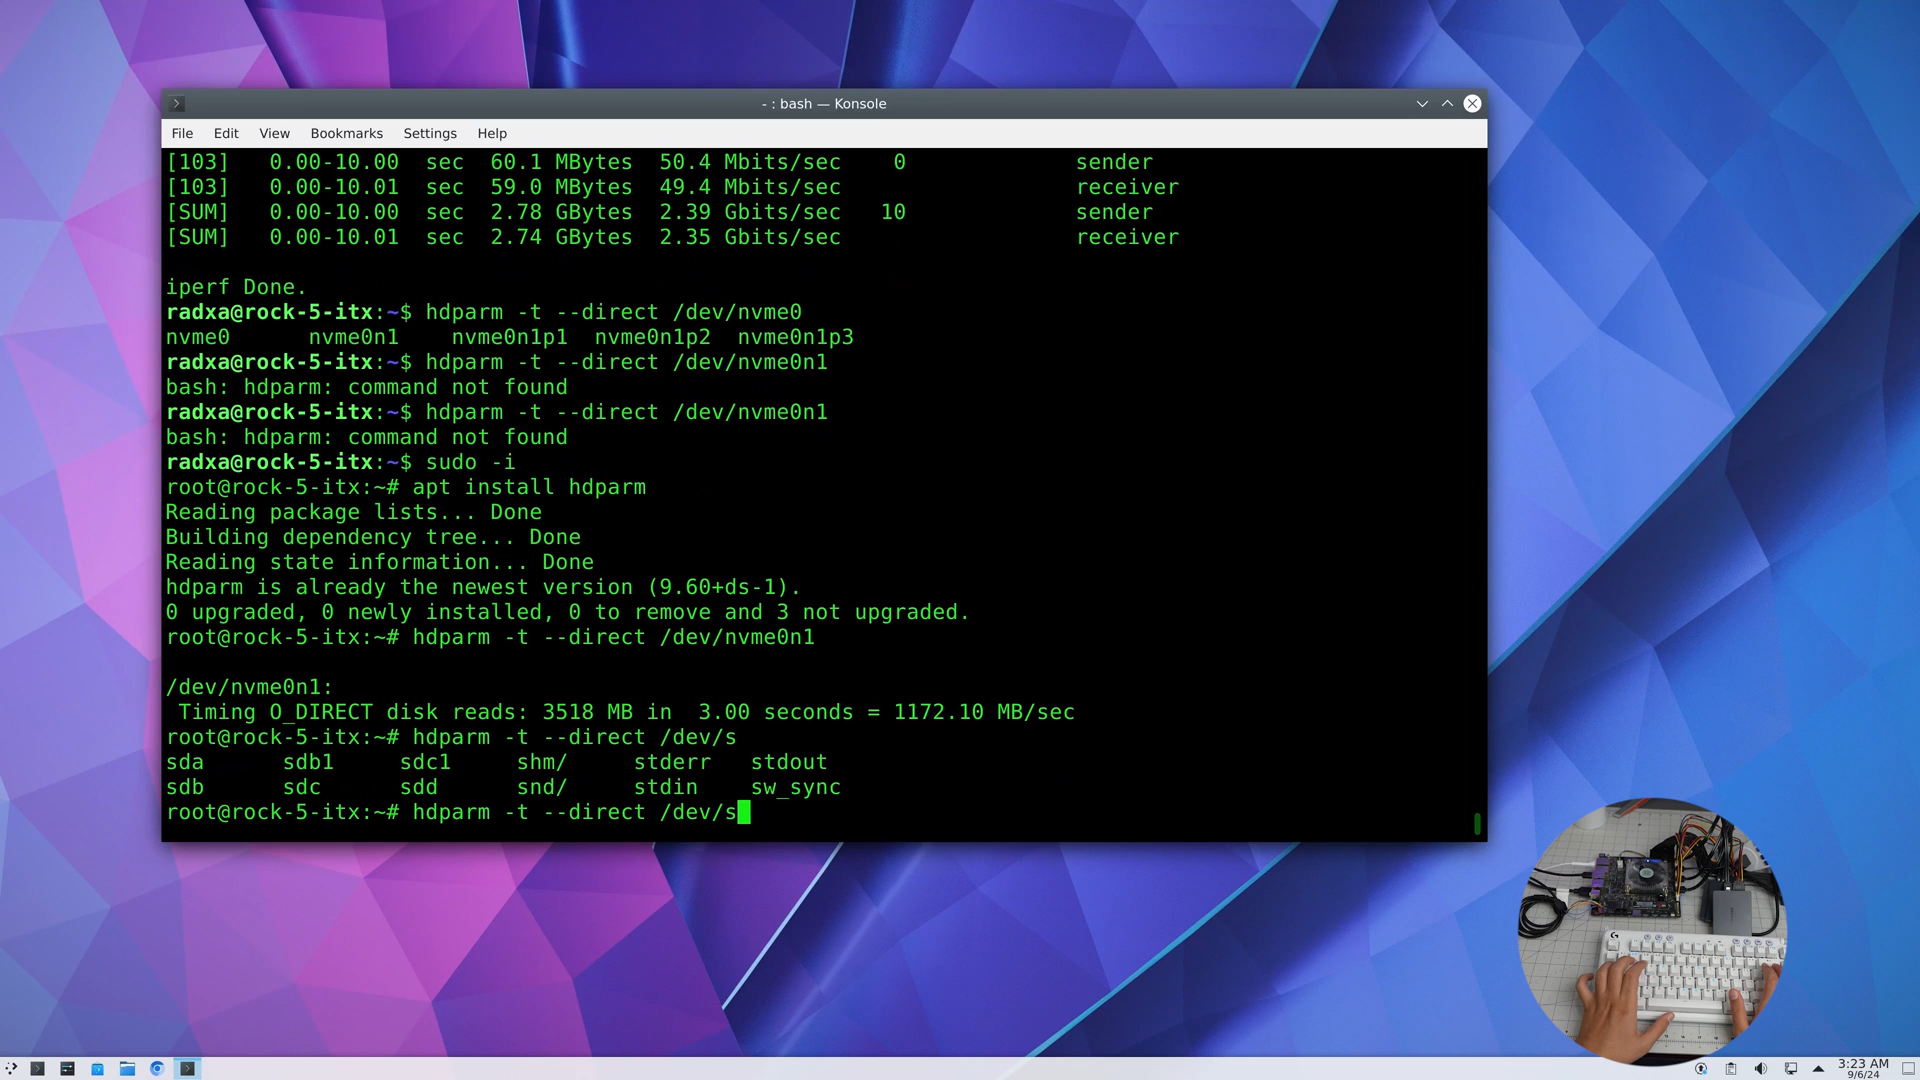 - : bash — Konsole
File Edit View Bookmarks Settings Help
[103] 0.00-10.00 sec 60.1 MBytes 50.4 Mbits/sec 0 sender
[103] 0.00-10.01 sec 59.0 MBytes 49.4 Mbits/sec receiver
[SUM] 0.00-10.00 sec 2.78 GBytes 2.39 Gbits/sec 10 sender
[SUM] 0.00-10.01 sec 2.74 GBytes 2.35 Gbits/sec receiver
iperf Done.
radxa@rock-5-itx:~$ hdparm -t --direct /dev/nvme0
nvme0 nvme0n1 nvme0n1p1 nvme0n1p2 nvme0n1p3
radxa@rock-5-itx:~$ hdparm -t --direct /dev/nvme0n1
bash: hdparm: command not found
radxa@rock-5-itx:~$ hdparm -t --direct /dev/nvme0n1
bash: hdparm: command not found
radxa@rock-5-itx:~$ sudo -i
root@rock-5-itx:~# apt install hdparm
Reading package lists... Done
Building dependency tree... Done
Reading state information... Done
hdparm is already the newest version (9.60+ds-1).
0 upgraded, 0 newly installed, 0 to remove and 3 not upgraded.
root@rock-5-itx:~# hdparm -t --direct /dev/nvme0n1
/dev/nvme0n1:
Timing O_DIRECT disk reads: 3518 MB in 3.00 seconds = 1172.10 MB/sec
root@rock-5-itx:~# hdparm -t --direct /dev/s
sda sdb1 sdc1 shm/ stderr stdout
sdb sdc sdd snd/ stdin sw_sync
root@rock-5-itx:~# hdparm -t --direct /dev/s
3:23 AM
9/6/24